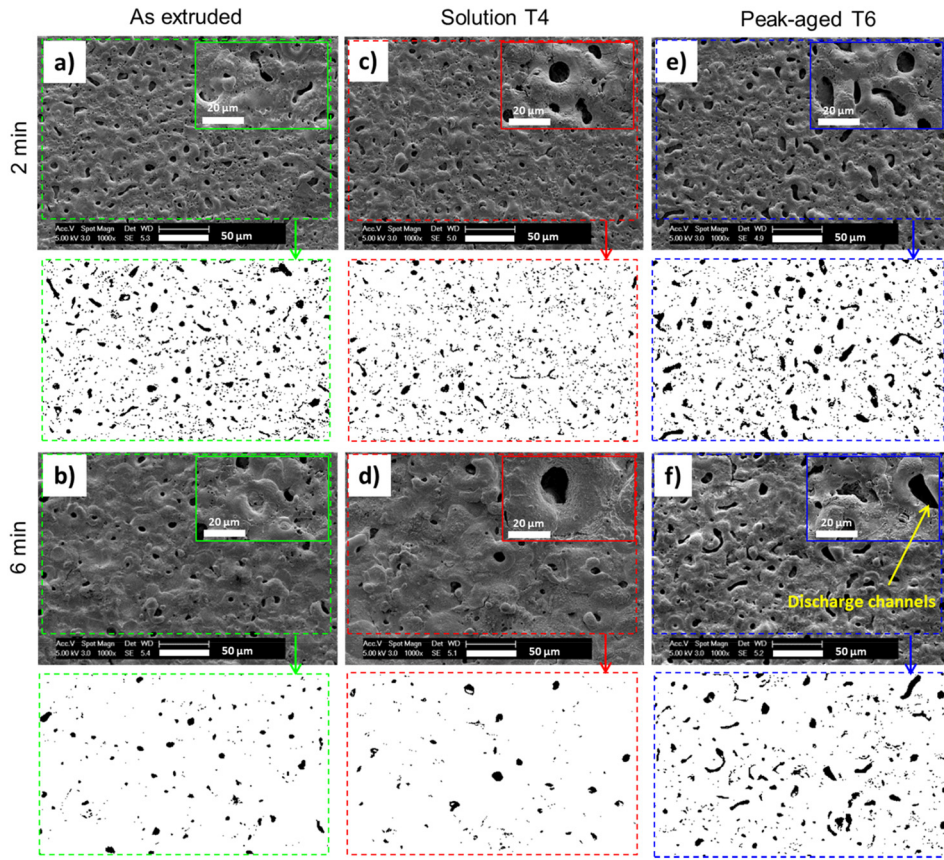 As extruded
Solution T4
Peak-aged T6
2 min
a)
20 µm
c)
20 µm
e)
20 µm
Acc.V Spot Magn Det WD
5.00 kV 3.0 1000x SE 5.3
50 µm
Acc.V Spot Magn Det WD
5.00 kV 3.0 1000x SE 5.0
50 µm
Acc.V Spot Magn Det WD
5.00 kV 3.0 1000x SE 4.9
50 µm
6 min
b)
20 µm
d)
20 µm
f)
20 µm
Discharge channels
Acc.V Spot Magn Det WD
5.00 kV 3.0 1000x SE 5.4
50 µm
Acc.V Spot Magn Det WD
5.00 kV 3.0 1000x SE 5.1
50 µm
Acc.V Spot Magn Det WD
5.00 kV 3.0 1000x SE 5.2
50 µm